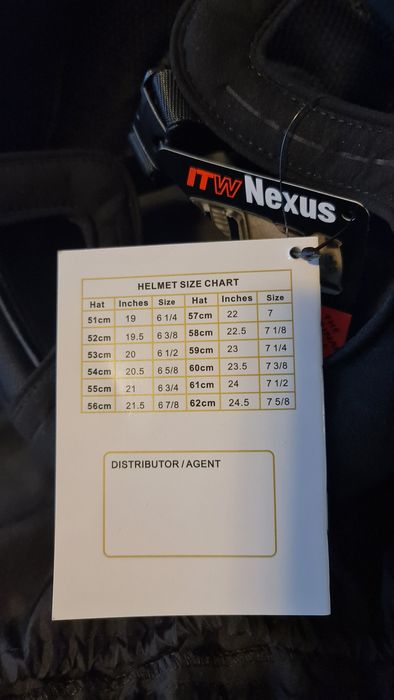 ITW Nexus
HELMET SIZE CHART
Hat Inches Size Hat Inches Size
51cm 19 6 1/4 57cm 22 7
52cm 19.5 6 3/8 58cm 22.5 7 1/8
53cm 20 6 1/2 59cm 23 7 1/4
54cm 20.5 6 5/8 60cm 23.5 7 3/8
55cm 21 6 3/4 61cm 24 7 1/2
56cm 21.5 6 7/8 62cm 24.5 7 5/8
DISTRIBUTOR / AGENT